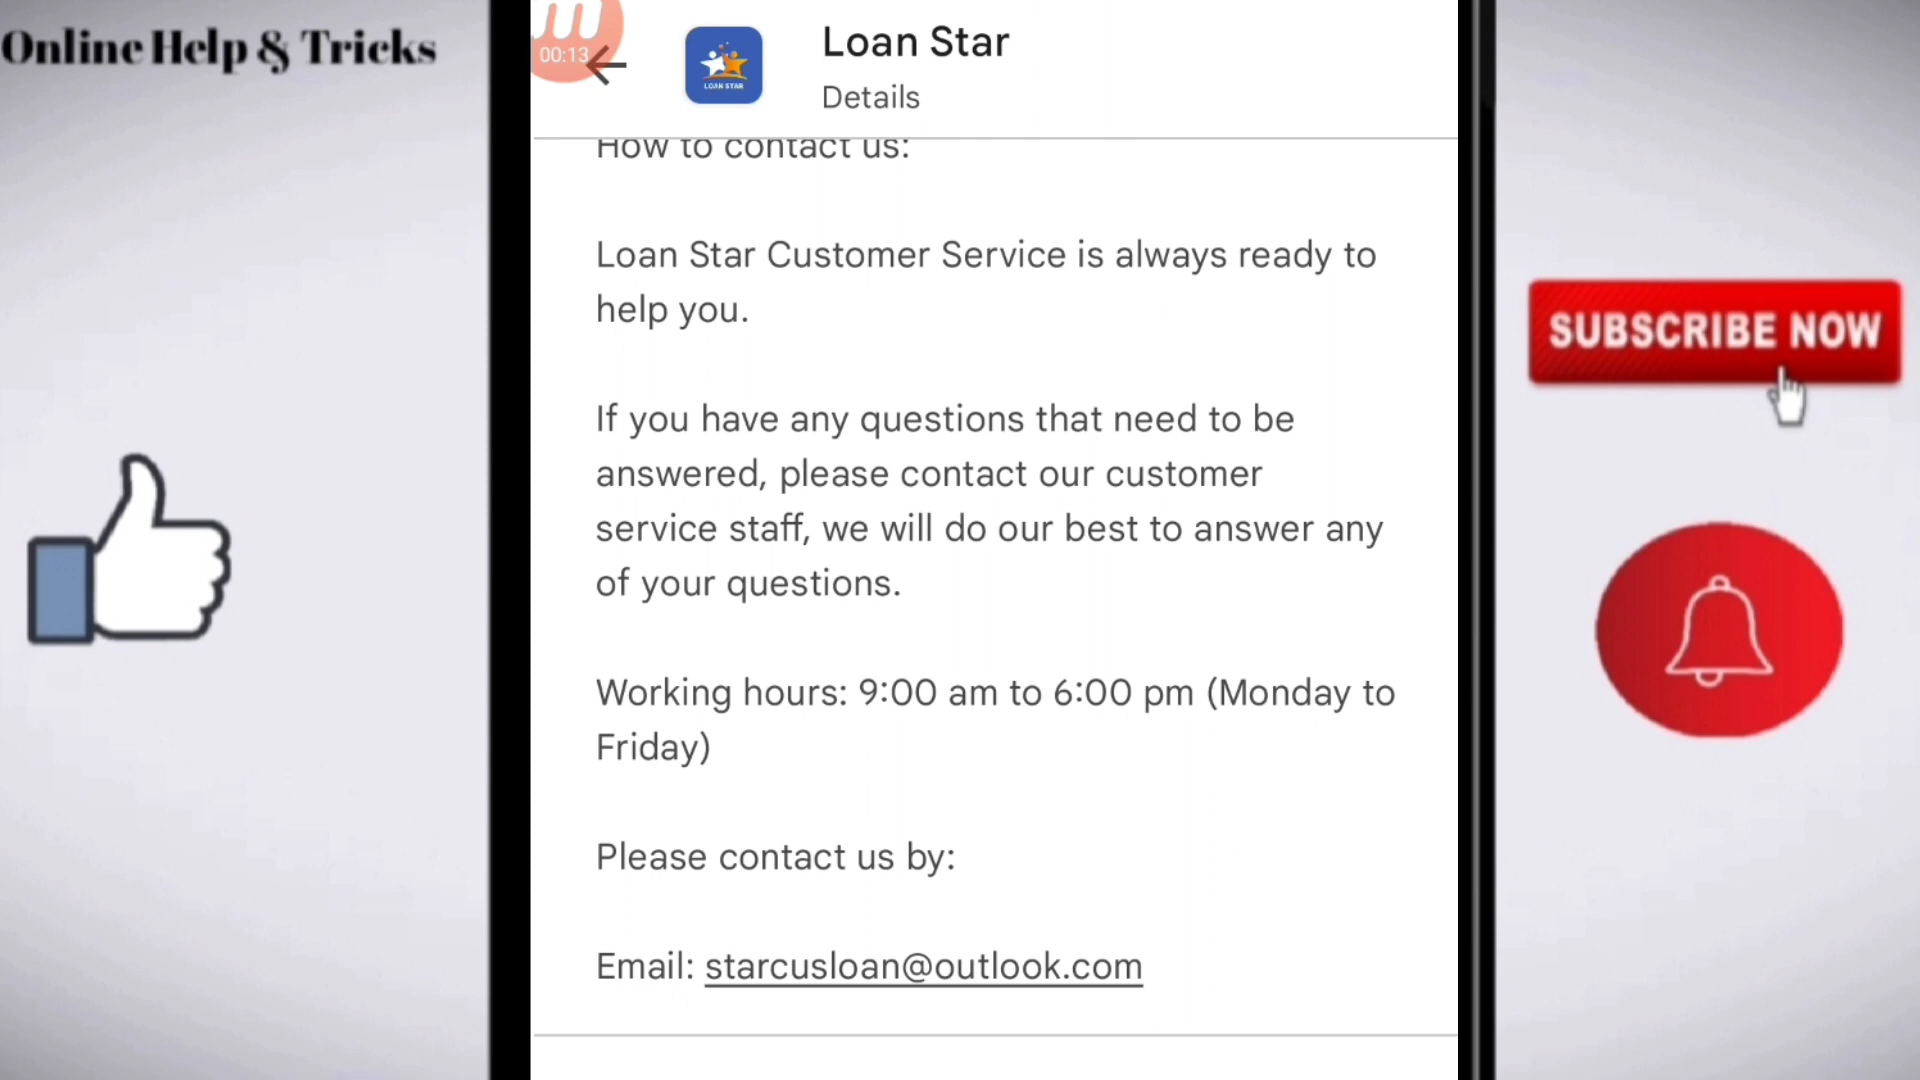 Online Help & Tricks
00:13
Loan Star
LOAN STAR
Details
How to contact us:
Loan Star Customer Service is always ready to
help you.
If you have any questions that need to be
answered, please contact our customer
service staff, we will do our best to answer any
of your questions.
Working hours: 9:00 am to 6:00 pm (Monday to
Friday)
Please contact us by:
Email: starcusloan@outlook.com
SUBSCRIBE NOW